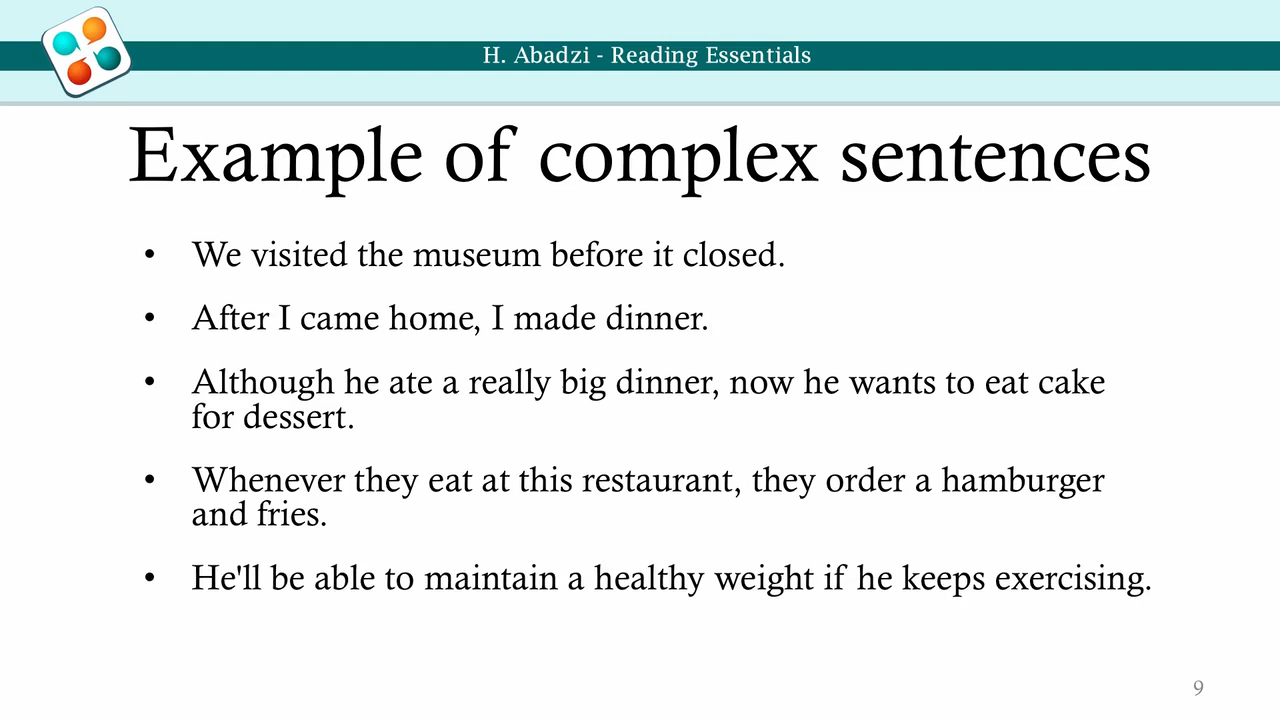 H. Abadzi - Reading Essentials
Example of complex sentences
• We visited the museum before it closed.
• After I came home, I made dinner.
• Although he ate a really big dinner, now he wants to eat cake
for dessert.
• Whenever they eat at this restaurant, they order a hamburger
and fries.
• He'll be able to maintain a healthy weight if he keeps exercising.
9